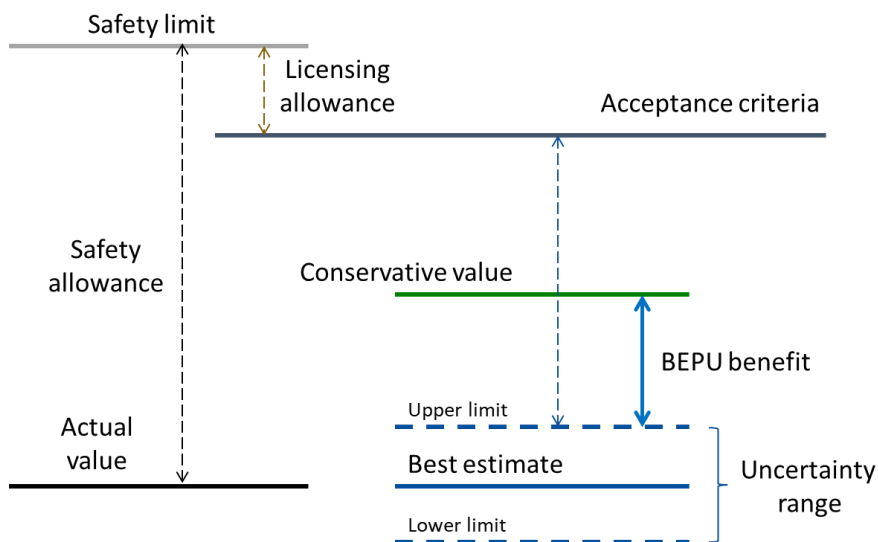 Safety limit
Licensing
allowance
Acceptance criteria
Safety
allowance
Conservative value
BEPU benefit
Upper limit
Actual
value
Best estimate
Uncertainty
range
Lower limit